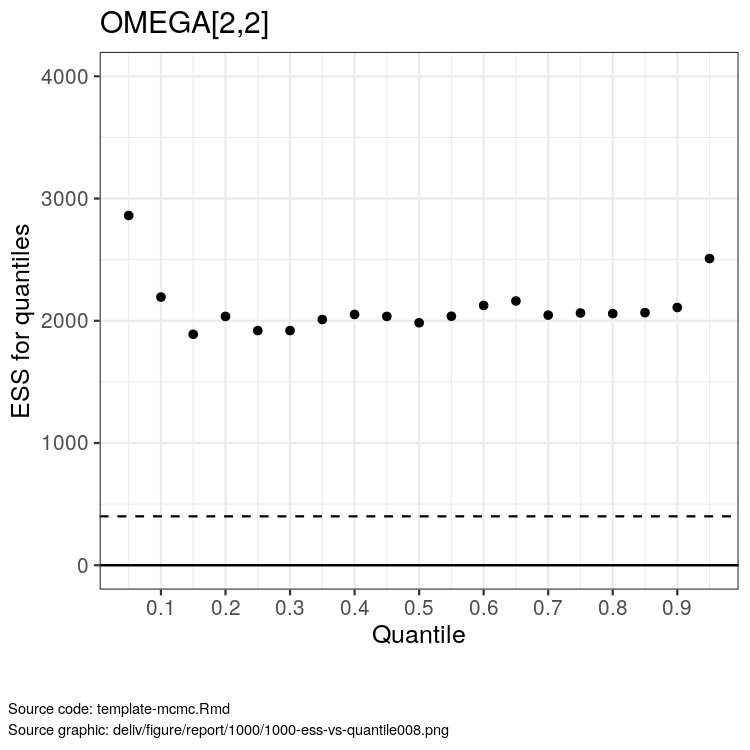 OMEGA[2,2]
ESS for quantiles
4000
3000
2000
1000
0
0.1 0.2 0.3 0.4 0.5 0.6 0.7 0.8 0.9
Quantile
Source code: template-mcmc.Rmd
Source graphic: deliv/figure/report/1000/1000-ess-vs-quantile008.png